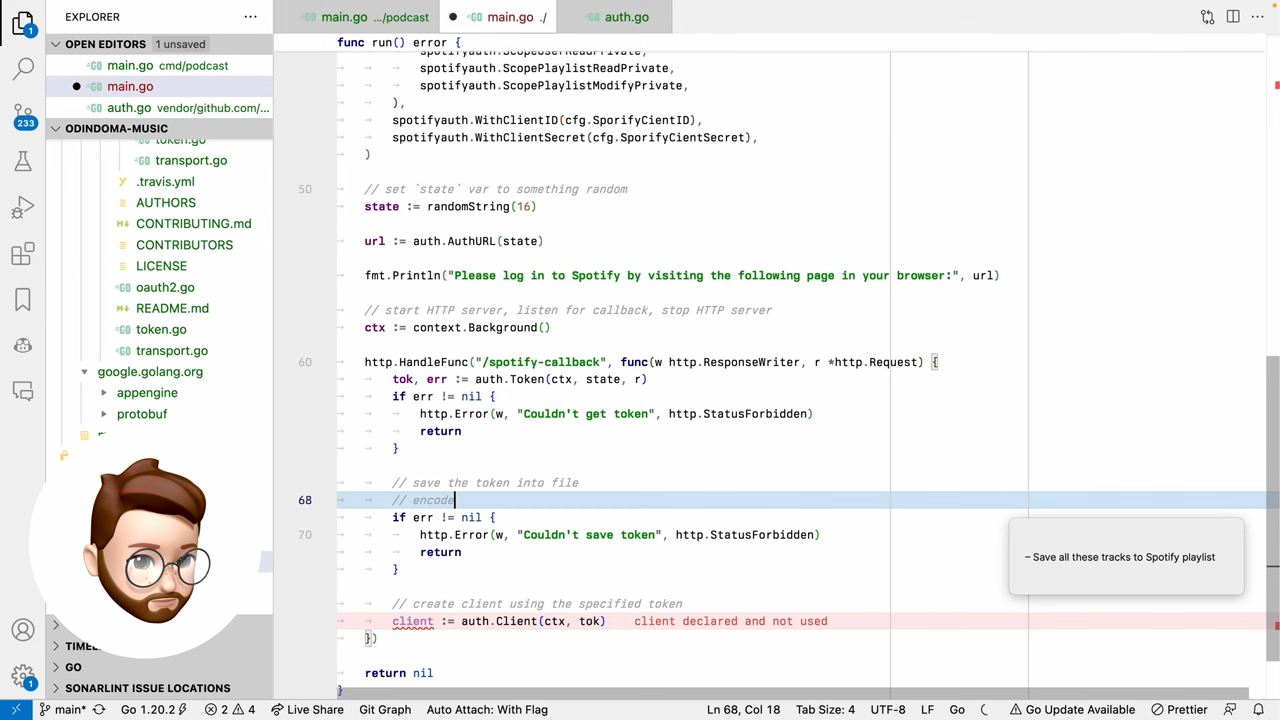 EXPLORER
OPEN EDITORS 1 unsaved
main.go cmd/podcast
main.go
auth.go vendor/github.com/...
ODINDOMA-MUSIC
token.go
transport.go
.travis.yml
AUTHORS
CONTRIBUTING.md
CONTRIBUTORS
LICENSE
oauth2.go
README.md
token.go
transport.go
google.golang.org
appengine
protobuf
TIMEL
GO
SONARLINT ISSUE LOCATIONS
1
233
1
main.go .../podcast
main.go ./
auth.go
func run() error {
spotifyauth.ScopeUserReadPrivate,
spotifyauth.ScopePlaylistReadPrivate,
spotifyauth.ScopePlaylistModifyPrivate,
),
spotifyauth.WithClientID(cfg.SporifyCientID),
spotifyauth.WithClientSecret(cfg.SporifyCientSecret),
)
50 // set `state` var to something random
state := randomString(16)
url := auth.AuthURL(state)
fmt.Println("Please log in to Spotify by visiting the following page in your browser:", url)
// start HTTP server, listen for callback, stop HTTP server
ctx := context.Background()
60 http.HandleFunc("/spotify-callback", func(w http.ResponseWriter, r *http.Request) {
tok, err := auth.Token(ctx, state, r)
if err != nil {
http.Error(w, "Couldn't get token", http.StatusForbidden)
return
}
// save the token into file
68 // encode
if err != nil {
70 http.Error(w, "Couldn't save token", http.StatusForbidden)
return
}
// create client using the specified token
client := auth.Client(ctx, tok) client declared and not used
})
return nil
}
– Save all these tracks to Spotify playlist
main* Go 1.20.2 2 4 Live Share Git Graph Auto Attach: With Flag Ln 68, Col 18 Tab Size: 4 UTF-8 LF Go Go Update Available Prettier